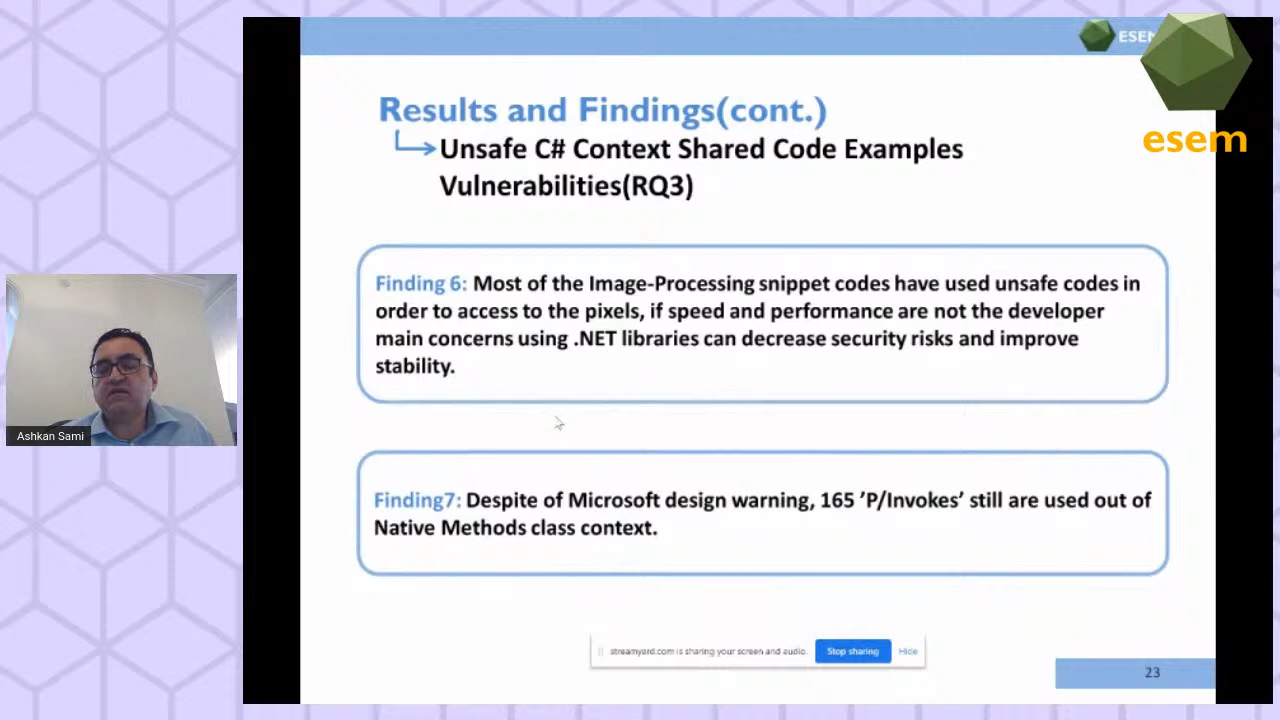 ESEM
esem
Results and Findings(cont.)
Unsafe C# Context Shared Code Examples
Vulnerabilities(RQ3)
Finding 6: Most of the Image-Processing snippet codes have used unsafe codes in
order to access to the pixels, if speed and performance are not the developer
main concerns using .NET libraries can decrease security risks and improve
stability.
Ashkan Sami
Finding7: Despite of Microsoft design warning, 165 ’P/Invokes’ still are used out of
Native Methods class context.
streamyard.com is sharing your screen and audio.
Stop sharing
Hide
23